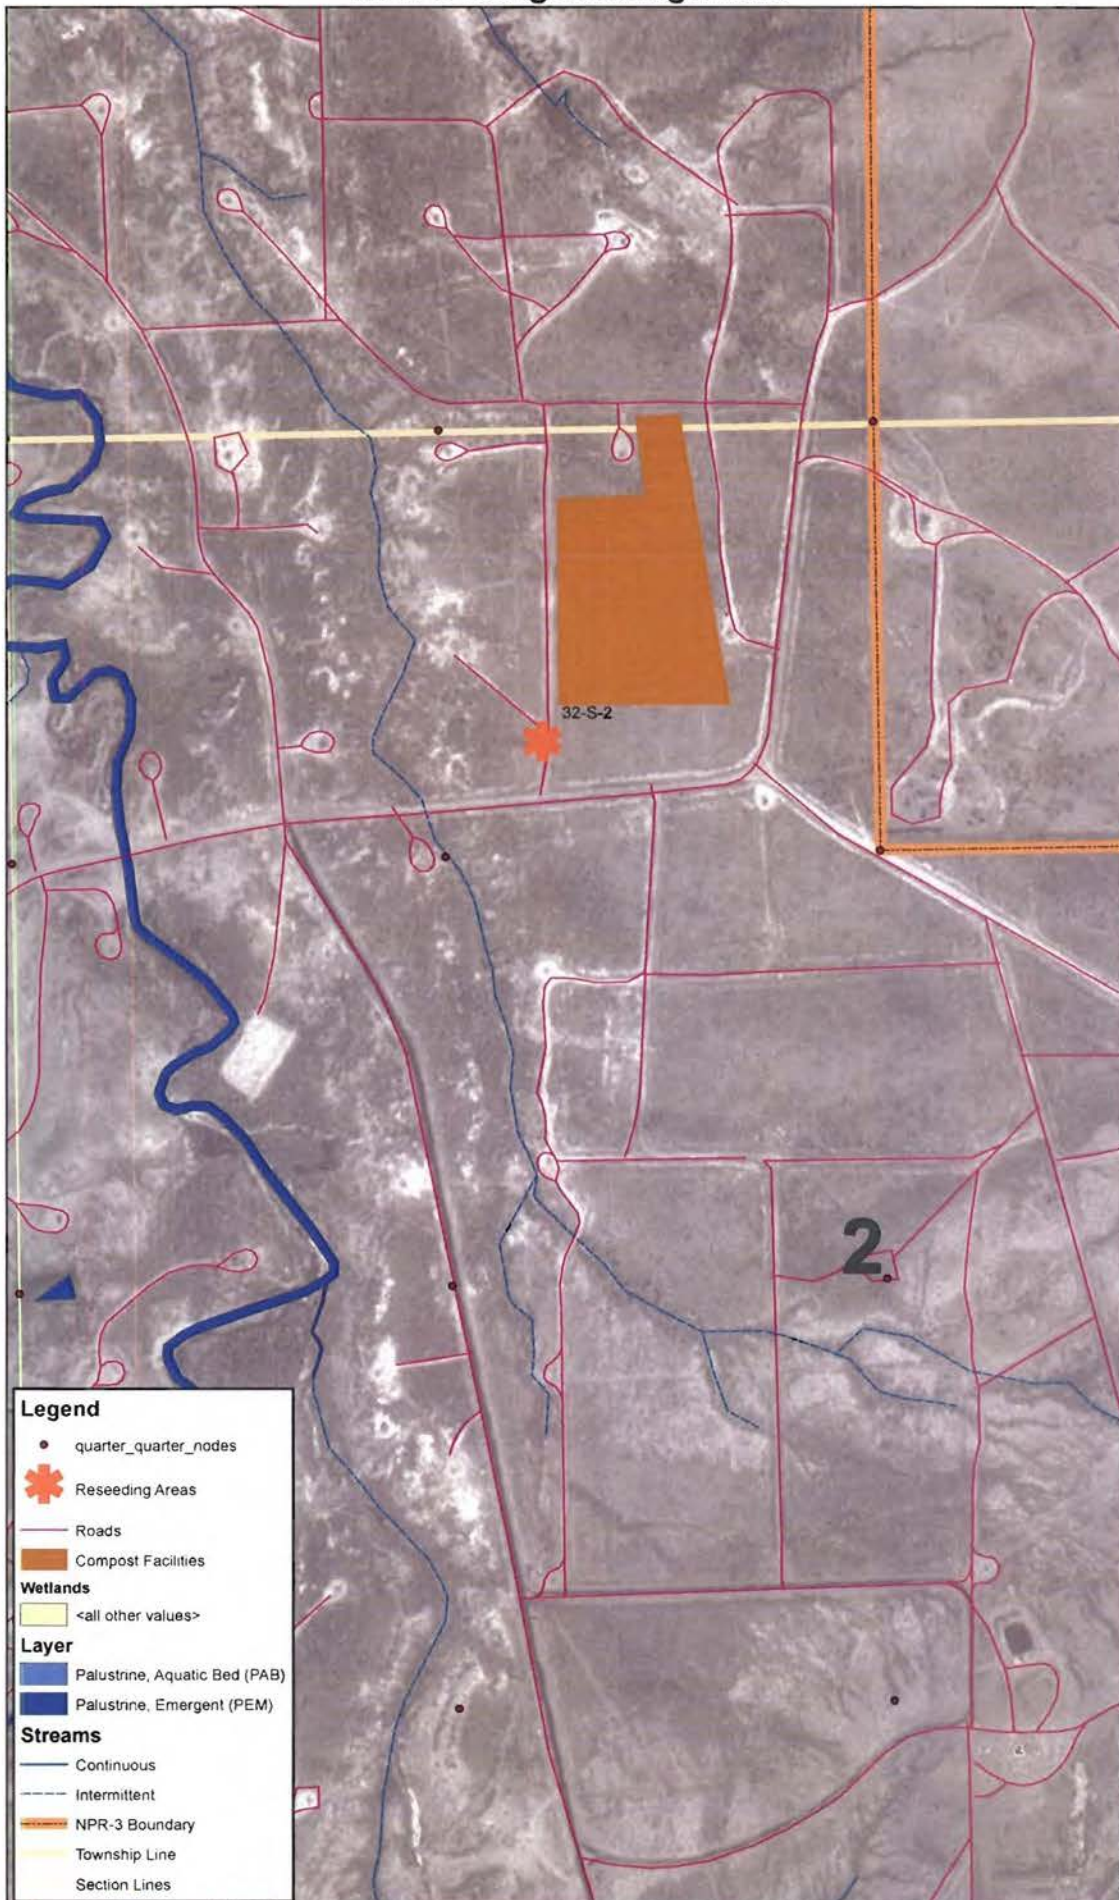 32-S-2
2
Legend
quarter_quarter_nodes
Reseeding Areas
Roads
Compost Facilities
Wetlands
<all other values>
Layer
Palustrine, Aquatic Bed (PAB)
Palustrine, Emergent (PEM)
Streams
Continuous
Intermittent
NPR-3 Boundary
Township Line
Section Lines